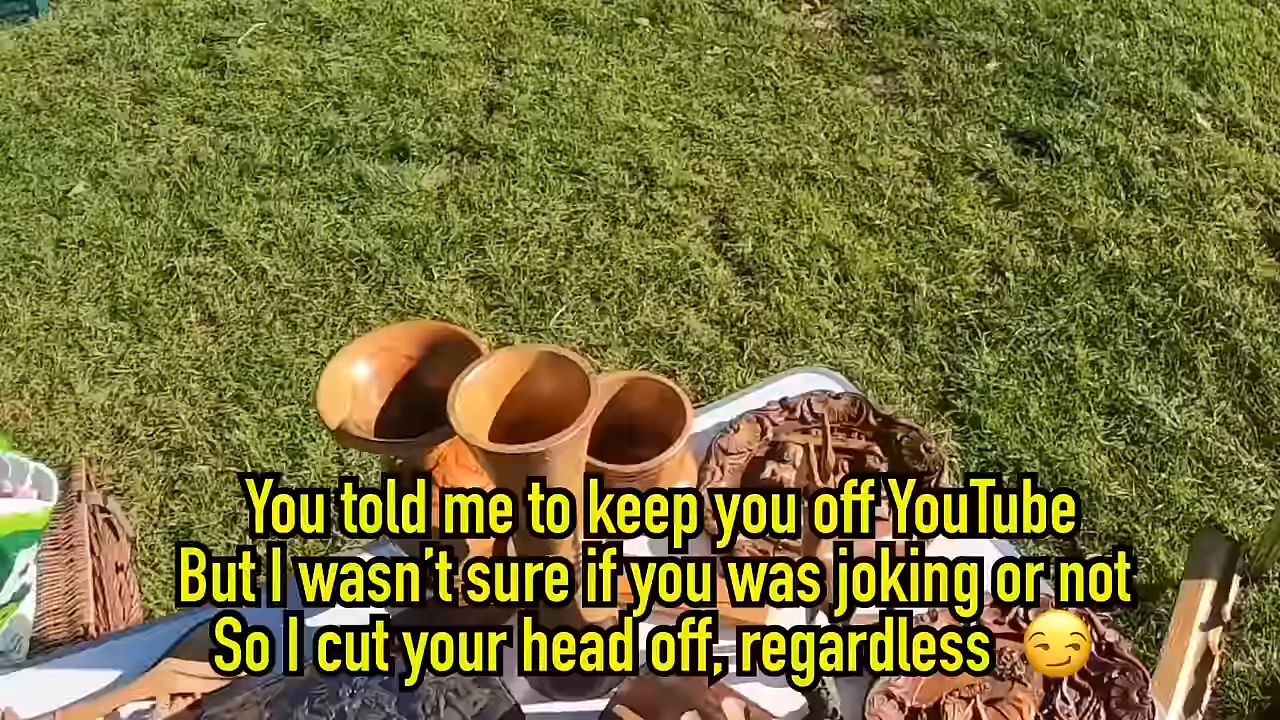 You told me to keep you off YouTube
But I wasn't sure if you was joking or not
So I cut your head off, regardless 😏